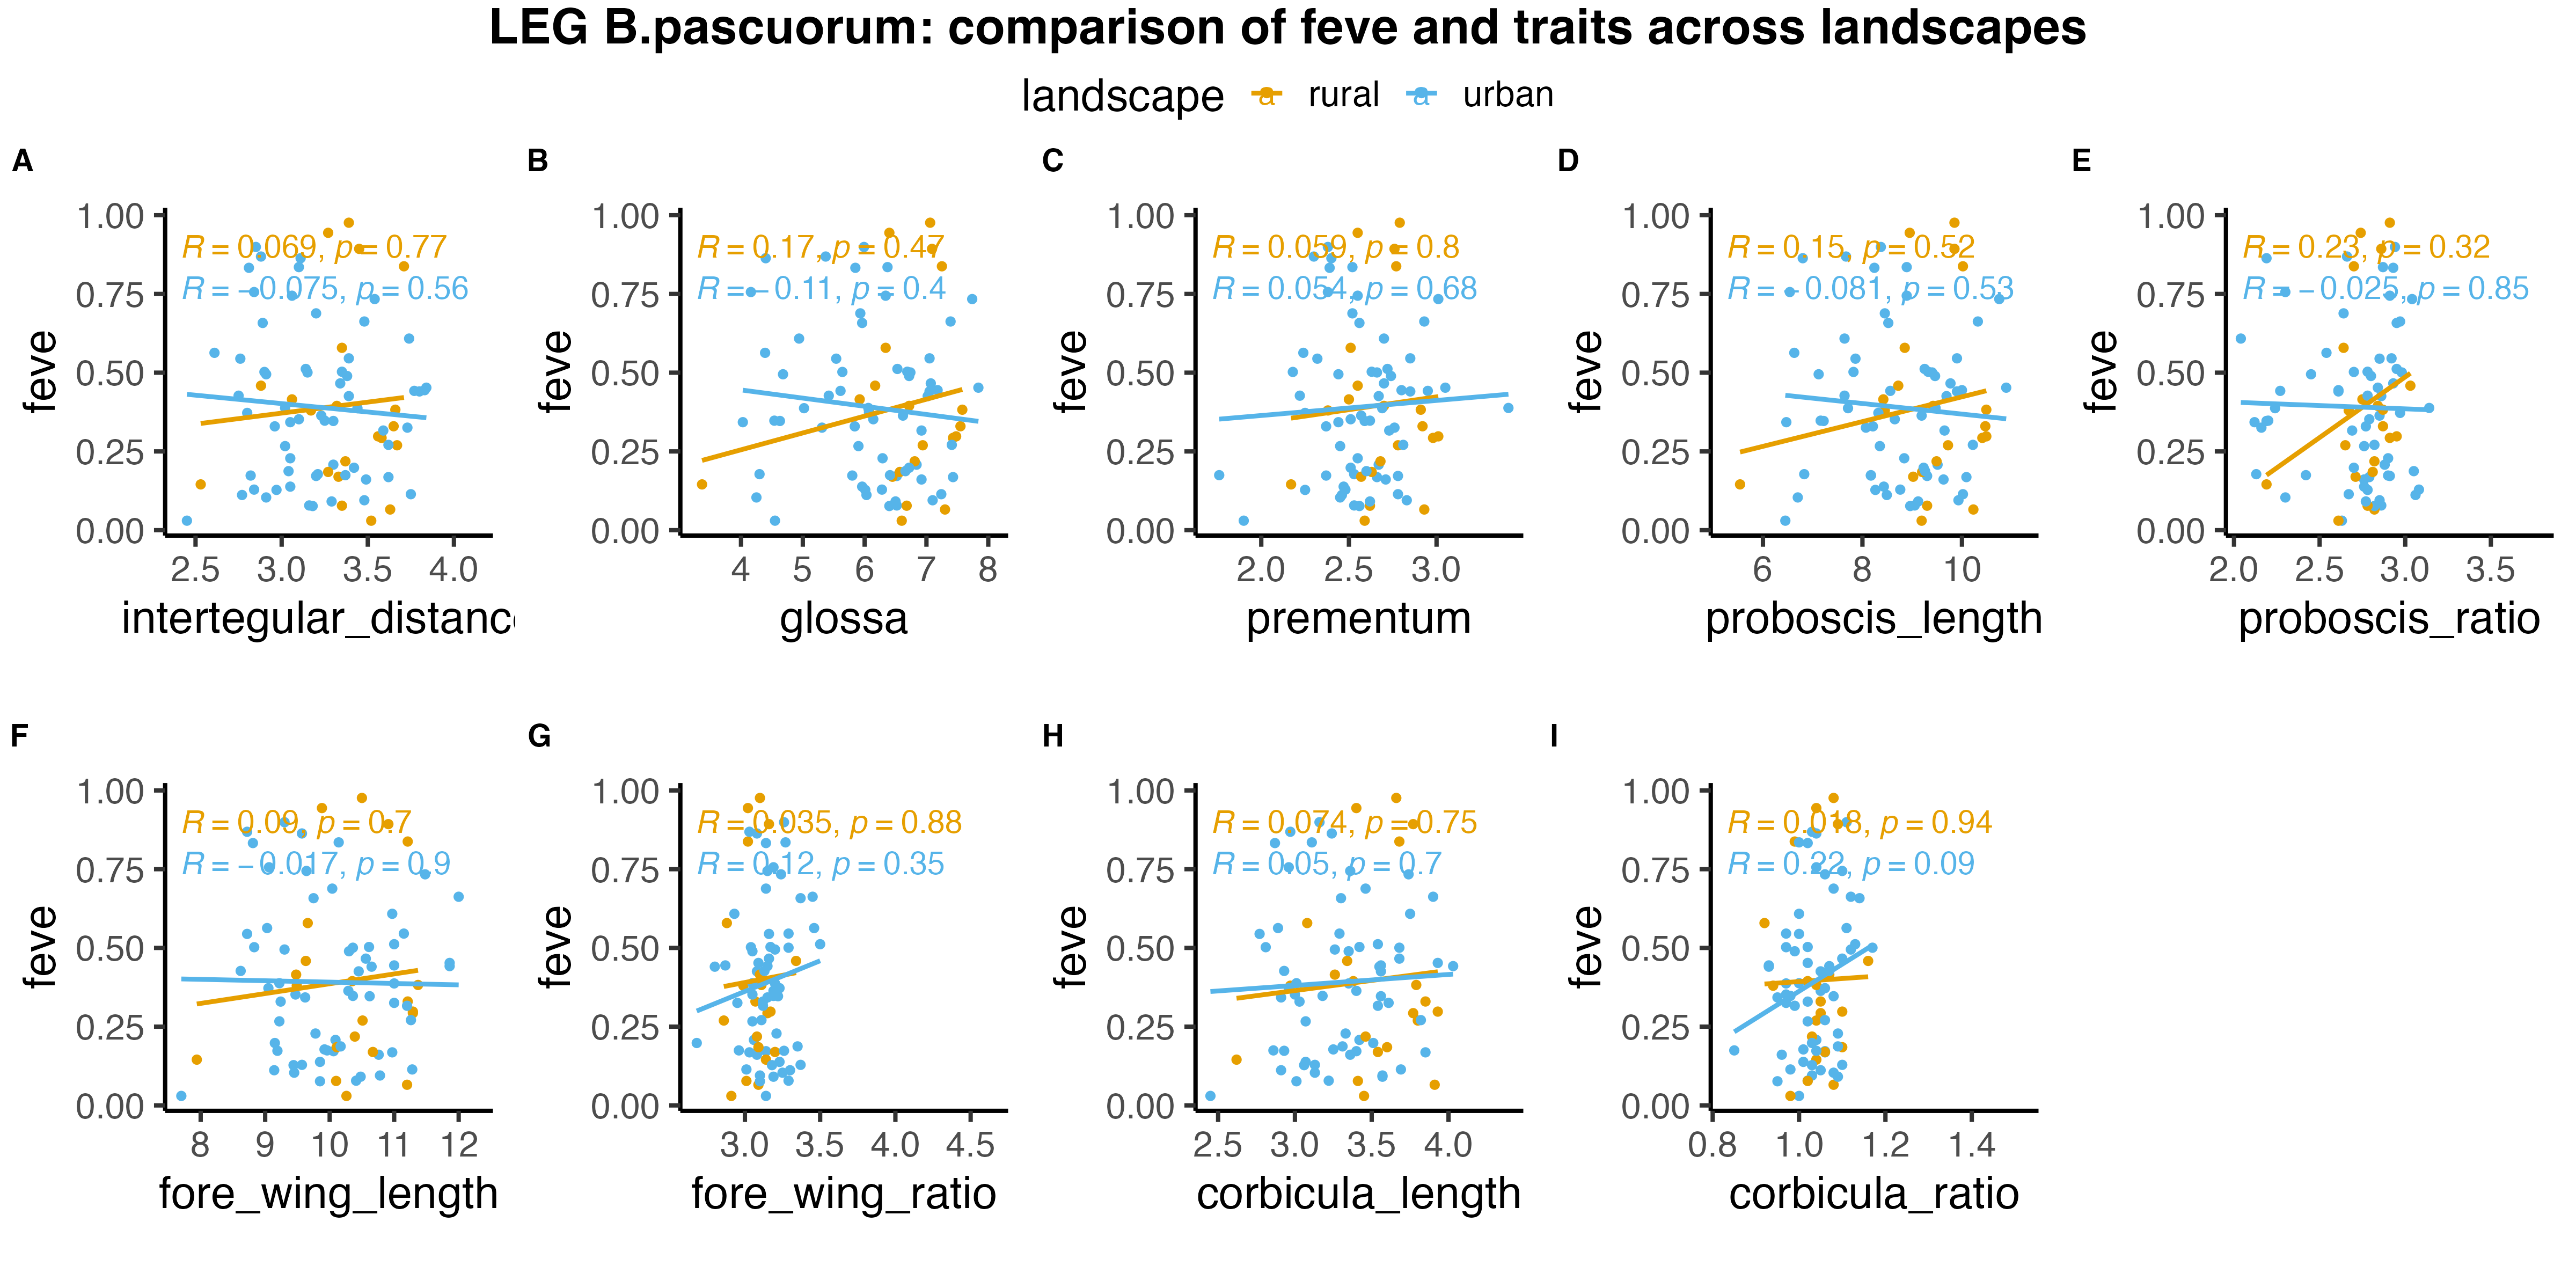 LEG B.pascuorum: comparison of feve and traits across landscapes
landscape a rural a urban
A
feve
1.00
0.75
0.50
0.25
0.00
R = 0.069, p = 0.77
R = −0.075, p = 0.56
2.5 3.0 3.5 4.0
intertegular_distanc
B
feve
1.00
0.75
0.50
0.25
0.00
R = 0.17, p = 0.47
R = −0.11, p = 0.4
4 5 6 7 8
glossa
C
feve
1.00
0.75
0.50
0.25
0.00
R = 0.059, p = 0.8
R = 0.054, p = 0.68
2.0 2.5 3.0
prementum
D
feve
1.00
0.75
0.50
0.25
0.00
R = 0.15, p = 0.52
R = −0.081, p = 0.53
6 8 10
proboscis_length
E
feve
1.00
0.75
0.50
0.25
0.00
R = 0.23, p = 0.32
R = −0.025, p = 0.85
2.0 2.5 3.0 3.5
proboscis_ratio
F
feve
1.00
0.75
0.50
0.25
0.00
R = 0.09, p = 0.7
R = −0.017, p = 0.9
8 9 10 11 12
fore_wing_length
G
feve
1.00
0.75
0.50
0.25
0.00
R = 0.035, p = 0.88
R = 0.12, p = 0.35
3.0 3.5 4.0 4.5
fore_wing_ratio
H
feve
1.00
0.75
0.50
0.25
0.00
R = 0.074, p = 0.75
R = 0.05, p = 0.7
2.5 3.0 3.5 4.0
corbicula_length
I
feve
1.00
0.75
0.50
0.25
0.00
R = 0.018, p = 0.94
R = 0.22, p = 0.09
0.8 1.0 1.2 1.4
corbicula_ratio